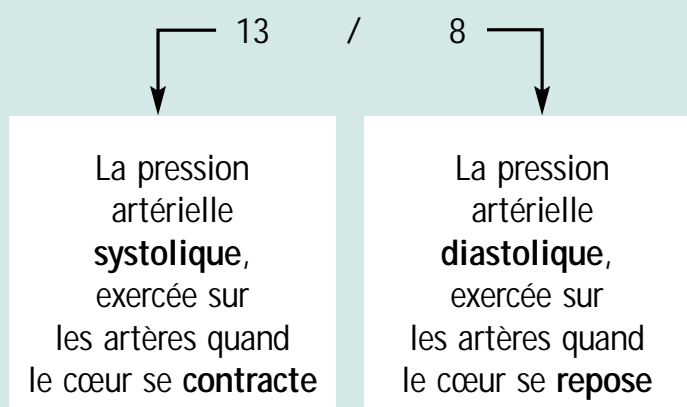 13 / 8
La pression
artérielle
systolique,
exercée sur
les artères quand
le cœur se contracte
La pression
artérielle
diastolique,
exercée sur
les artères quand
le cœur se repose